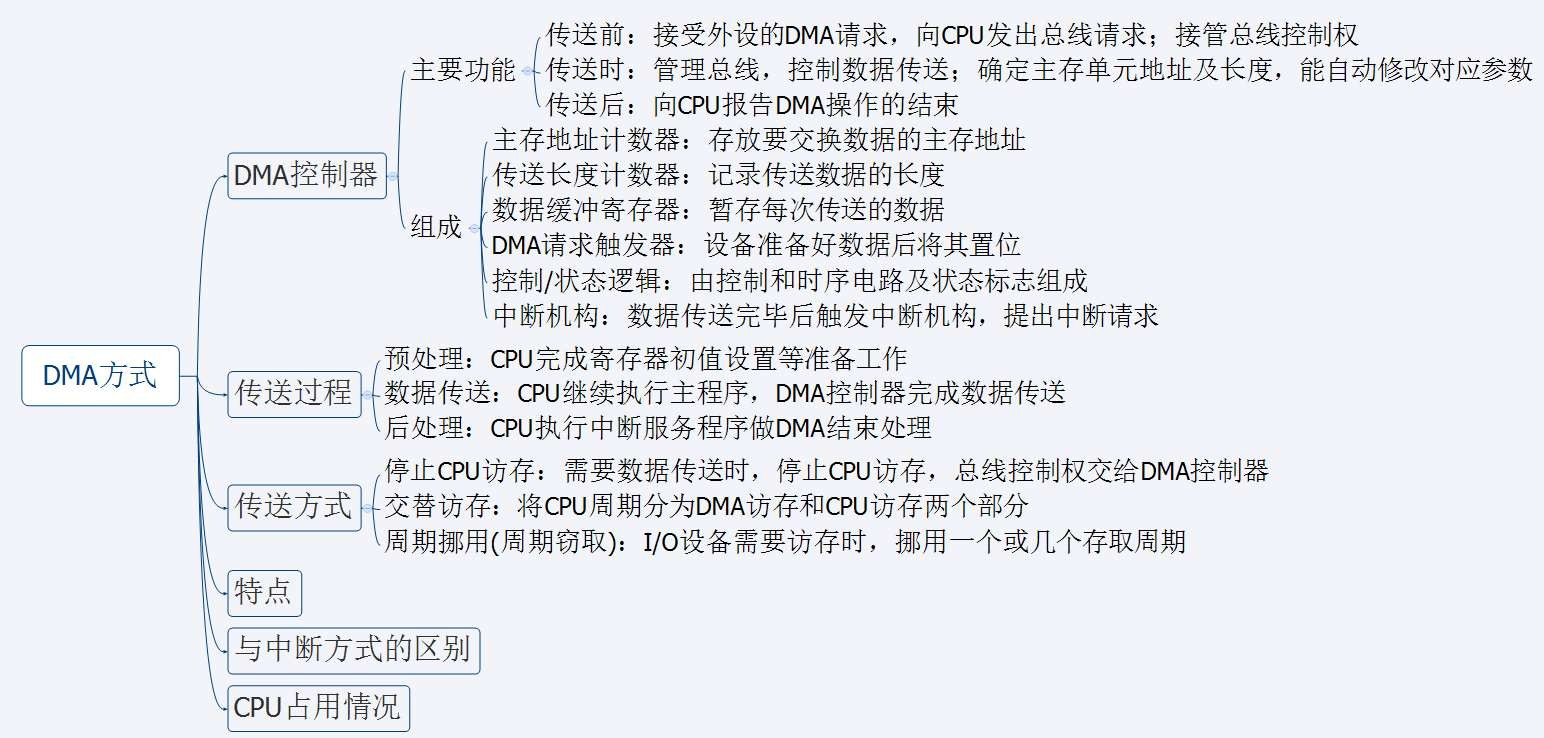 DMA方式
DMA控制器
主要功能
传送前：接受外设的DMA请求，向CPU发出总线请求；接管总线控制权
传送时：管理总线，控制数据传送；确定主存单元地址及长度，能自动修改对应参数
传送后：向CPU报告DMA操作的结束
组成
主存地址计数器：存放要交换数据的主存地址
传送长度计数器：记录传送数据的长度
数据缓冲寄存器：暂存每次传送的数据
DMA请求触发器：设备准备好数据后将其置位
控制/状态逻辑：由控制和时序电路及状态标志组成
中断机构：数据传送完毕后触发中断机构，提出中断请求
传送过程
预处理：CPU完成寄存器初值设置等准备工作
数据传送：CPU继续执行主程序，DMA控制器完成数据传送
后处理：CPU执行中断服务程序做DMA结束处理
传送方式
停止CPU访存：需要数据传送时，停止CPU访存，总线控制权交给DMA控制器
交替访存：将CPU周期分为DMA访存和CPU访存两个部分
周期挪用(周期窃取)：I/O设备需要访存时，挪用一个或几个存取周期
特点
与中断方式的区别
CPU占用情况